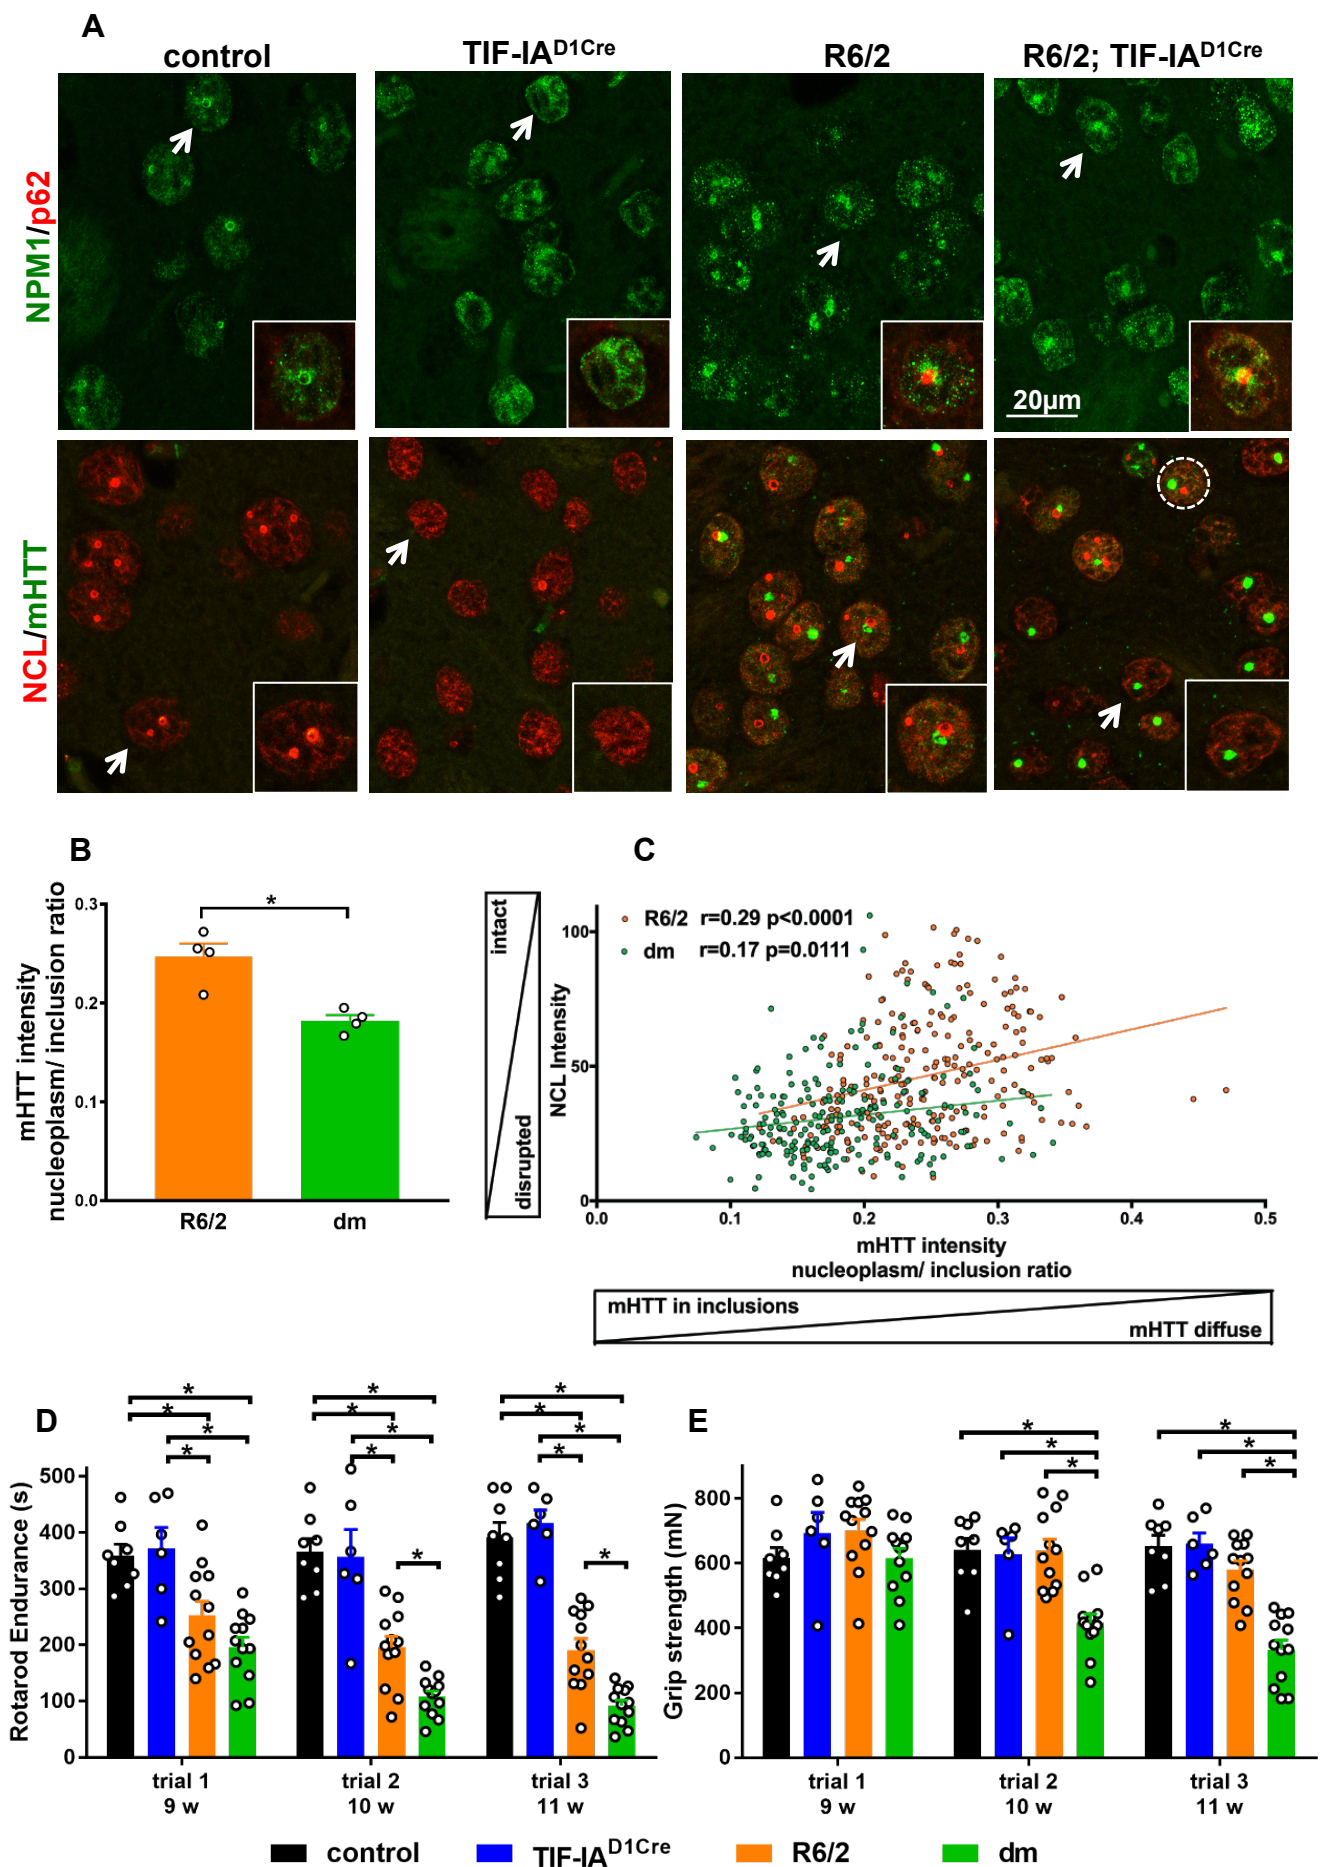 A
control
TIF-IA^D1Cre
R6/2
R6/2; TIF-IA^D1Cre
NPM1/p62
20µm
NCL/mHTT
B
mHTT intensity
nucleoplasm/ inclusion ratio
0.3
0.2
0.1
0.0
*
R6/2
dm
C
intact
disrupted
NCL Intensity
100
50
0
R6/2 r=0.29 p<0.0001
dm r=0.17 p=0.0111
0.0 0.1 0.2 0.3 0.4 0.5
mHTT intensity
nucleoplasm/ inclusion ratio
mHTT in inclusions
mHTT diffuse
D
Rotarod Endurance (s)
500
400
300
200
100
0
* * * *
* * * * *
* * * * *
trial 1 trial 2 trial 3
9 w 10 w 11 w
E
Grip strength (mN)
800
600
400
200
0
* * *
* * *
trial 1 trial 2 trial 3
9 w 10 w 11 w
control TIF-IA^D1Cre R6/2 dm